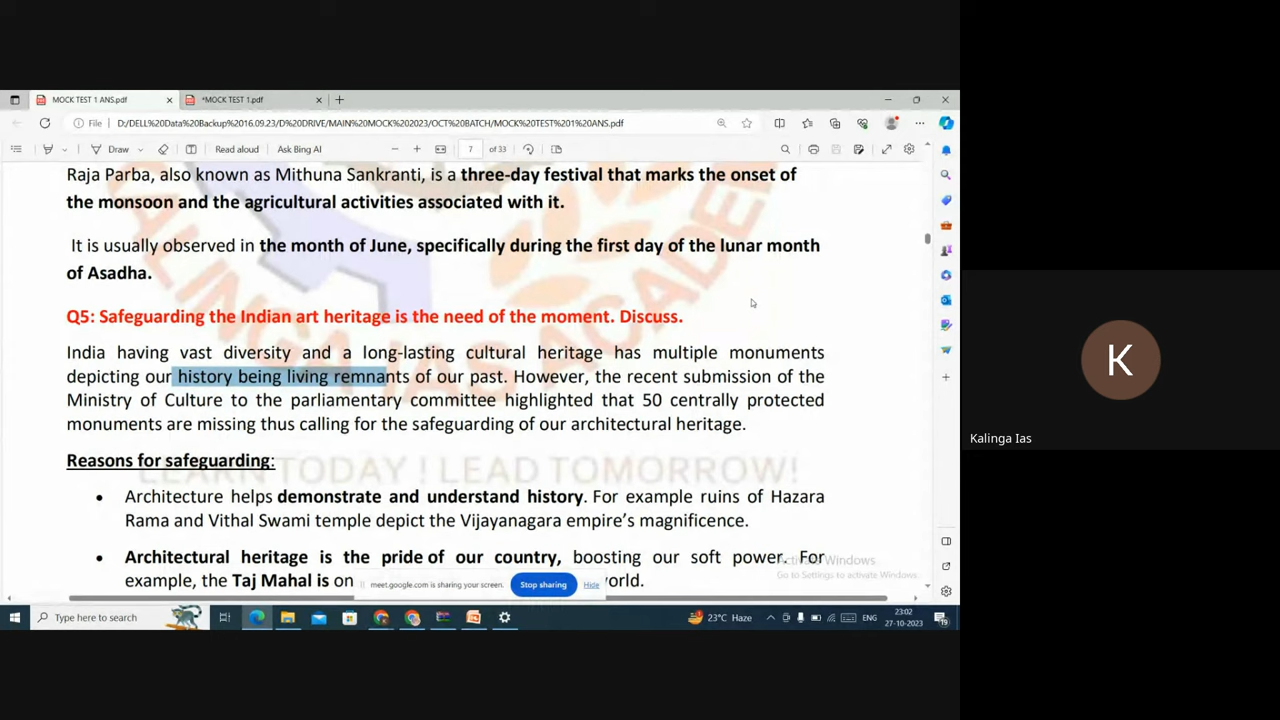 MOCK TEST 1 ANS.pdf
*MOCK TEST 1.pdf
File D:/DELL%20Data%20Backup%2016.09.23/D%20DRIVE/MAIN%20MOCK%202023/OCT%20BATCH/MOCK%20TEST%201%20ANS.pdf
Draw Read aloud Ask Bing AI 7 of 33
Raja Parba, also known as Mithuna Sankranti, is a three-day festival that marks the onset of
the monsoon and the agricultural activities associated with it.
It is usually observed in the month of June, specifically during the first day of the lunar month
of Asadha.
Q5: Safeguarding the Indian art heritage is the need of the moment. Discuss.
India having vast diversity and a long-lasting cultural heritage has multiple monuments
depicting our history being living remnants of our past. However, the recent submission of the
Ministry of Culture to the parliamentary committee highlighted that 50 centrally protected
monuments are missing thus calling for the safeguarding of our architectural heritage.
Reasons for safeguarding:
LEARN TODAY ! LEAD TOMORROW!
• Architecture helps demonstrate and understand history. For example ruins of Hazara
Rama and Vithal Swami temple depict the Vijayanagara empire's magnificence.
• Architectural heritage is the pride of our country, boosting our soft power. For
example, the Taj Mahal is on world.
Activate Windows
Go to Settings to activate Windows.
meet.google.com is sharing your screen. Stop sharing Hide
Type here to search
23°C Haze
ENG
23:02
27-10-2023
K
Kalinga Ias
KALINGA IAS ACADEM